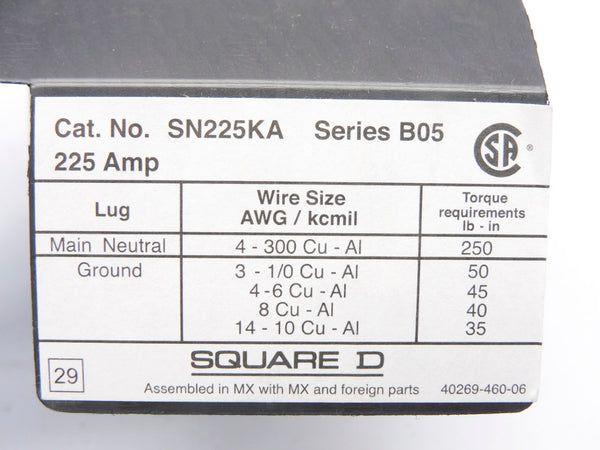 Cat. No. SN225KA Series B05
225 Amp
SA ®
Lug
Wire Size
AWG / kcmil
Torque
requirements
lb - in
Main Neutral 4 - 300 Cu - Al 250
Ground 3 - 1/0 Cu - Al 50
4-6 Cu - Al 45
8 Cu - Al 40
14 - 10 Cu - Al 35
29
SQUARE D
Assembled in MX with MX and foreign parts 40269-460-06